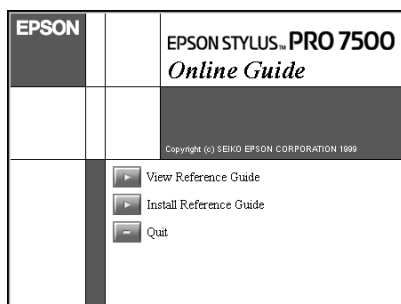 EPSON
EPSON STYLUS™ PRO 7500
Online Guide
Copyright (c) SEIKO EPSON CORPORATION 1999
View Reference Guide
Install Reference Guide
Quit